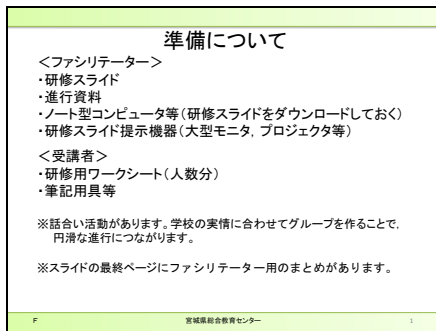 準備について
＜ファシリテーター＞
・研修スライド
・進行資料
・ノート型コンピュータ等（研修スライドをダウンロードしておく）
・研修スライド提示機器（大型モニタ，プロジェクタ等）
＜受講者＞
・研修用ワークシート（人数分）
・筆記用具等
※話合い活動があります。学校の実情に合わせてグループを作ることで，
円滑な進行につながります。
※スライドの最終ページにファシリテーター用のまとめがあります。
F 宮城県総合教育センター 1